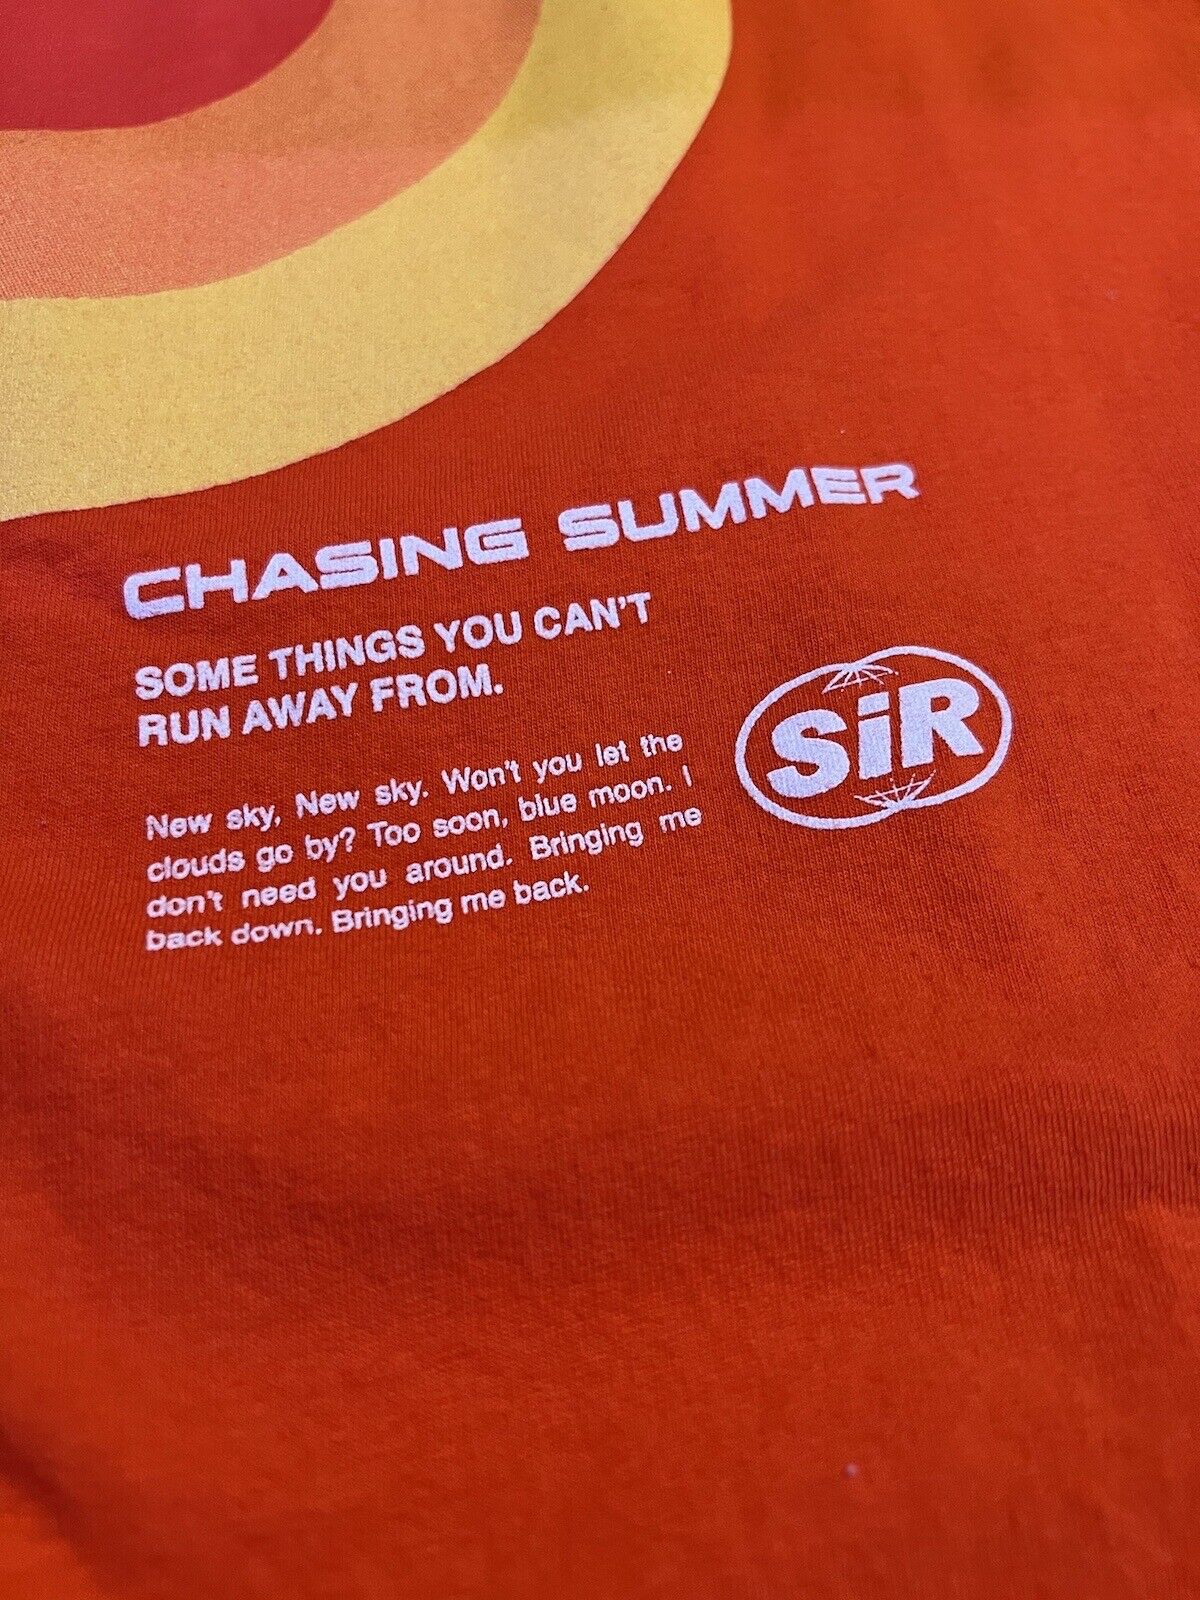 CHASING SUMMER
SOME THINGS YOU CAN'T
RUN AWAY FROM.
New sky, New sky. Won't you let the
clouds go by? Too soon, blue moon. I
don't need you around. Bringing me
back down. Bringing me back.
SiR